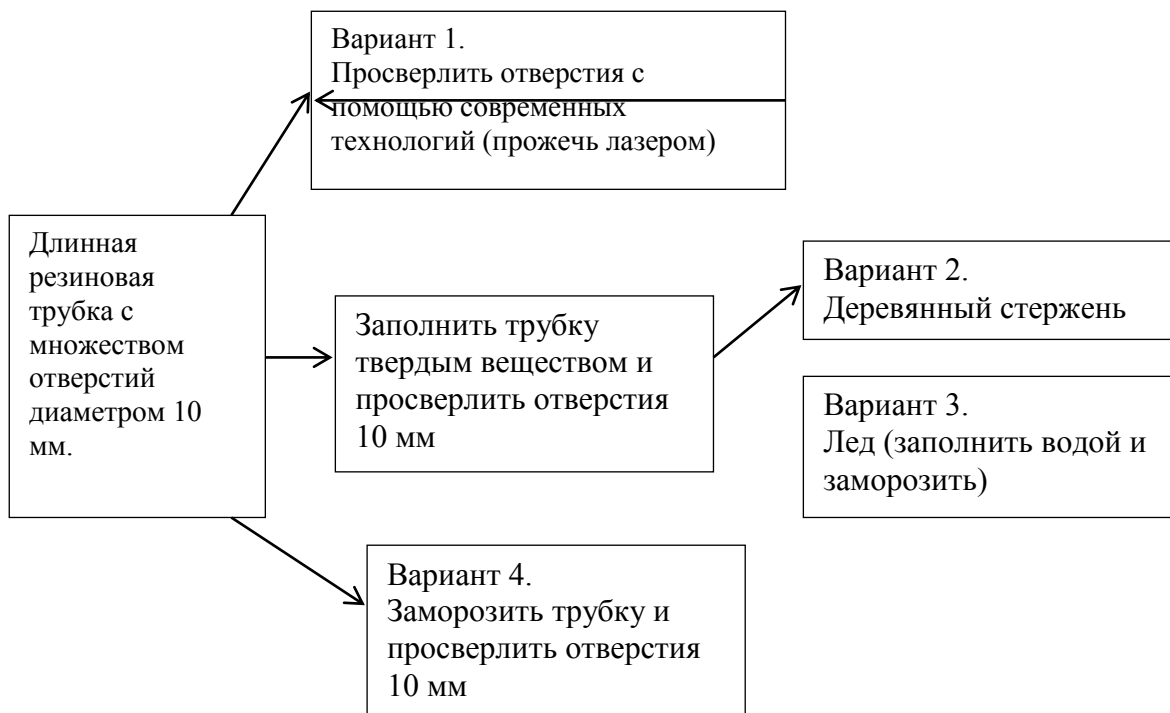 Вариант 1.
Просверлить отверстия с
помощью современных
технологий (прожечь лазером)
Длинная
резиновая
трубка с
множеством
отверстий
диаметром 10
мм.
Заполнить трубку
твердым веществом и
просверлить отверстия
10 мм
Вариант 2.
Деревянный стержень
Вариант 3.
Лед (заполнить водой и
заморозить)
Вариант 4.
Заморозить трубку и
просверлить отверстия
10 мм